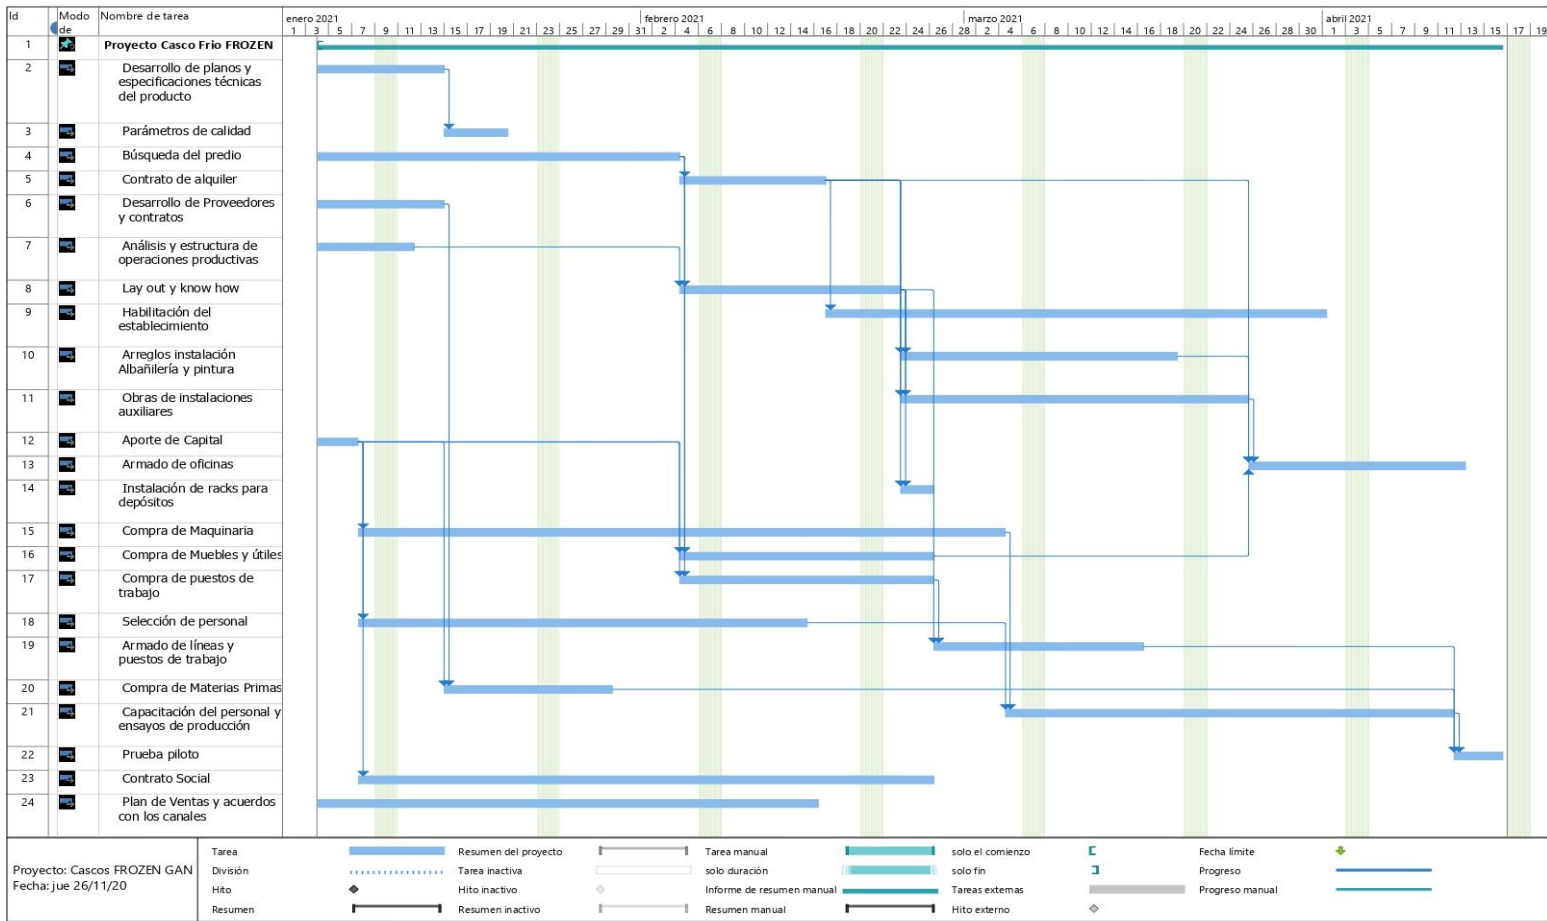 Id Modo de Nombre de tarea
enero 2021 febrero 2021 marzo 2021 abril 2021
1 3 5 7 9 11 13 15 17 19 21 23 25 27 29 31 2 4 6 8 10 12 14 16 18 20 22 24 26 28 2 4 6 8 10 12 14 16 18 20 22 24 26 28 30 1 3 5 7 9 11 13 15 17 19
1 Proyecto Casco Frio FROZEN
2 Desarrollo de planos y
especificaciones técnicas
del producto
3 Parámetros de calidad
4 Búsqueda del predio
5 Contrato de alquiler
6 Desarrollo de Proveedores
y contratos
7 Análisis y estructura de
operaciones productivas
8 Lay out y know how
9 Habilitación del
establecimiento
10 Arreglos instalación
Albañilería y pintura
11 Obras de instalaciones
auxiliares
12 Aporte de Capital
13 Armado de oficinas
14 Instalación de racks para
depósitos
15 Compra de Maquinaria
16 Compra de Muebles y útiles
17 Compra de puestos de
trabajo
18 Selección de personal
19 Armado de líneas y
puestos de trabajo
20 Compra de Materias Primas
21 Capacitación del personal y
ensayos de producción
22 Prueba piloto
23 Contrato Social
24 Plan de Ventas y acuerdos
con los canales
Proyecto: Cascos FROZEN GAN
Fecha: jue 26/11/20
Tarea Resumen del proyecto Tarea manual solo el comienzo Fecha límite
División Tarea inactiva solo duración solo fin Progreso
Hito Hito inactivo Informe de resumen manual Tareas externas Progreso manual
Resumen Resumen inactivo Resumen manual Hito externo